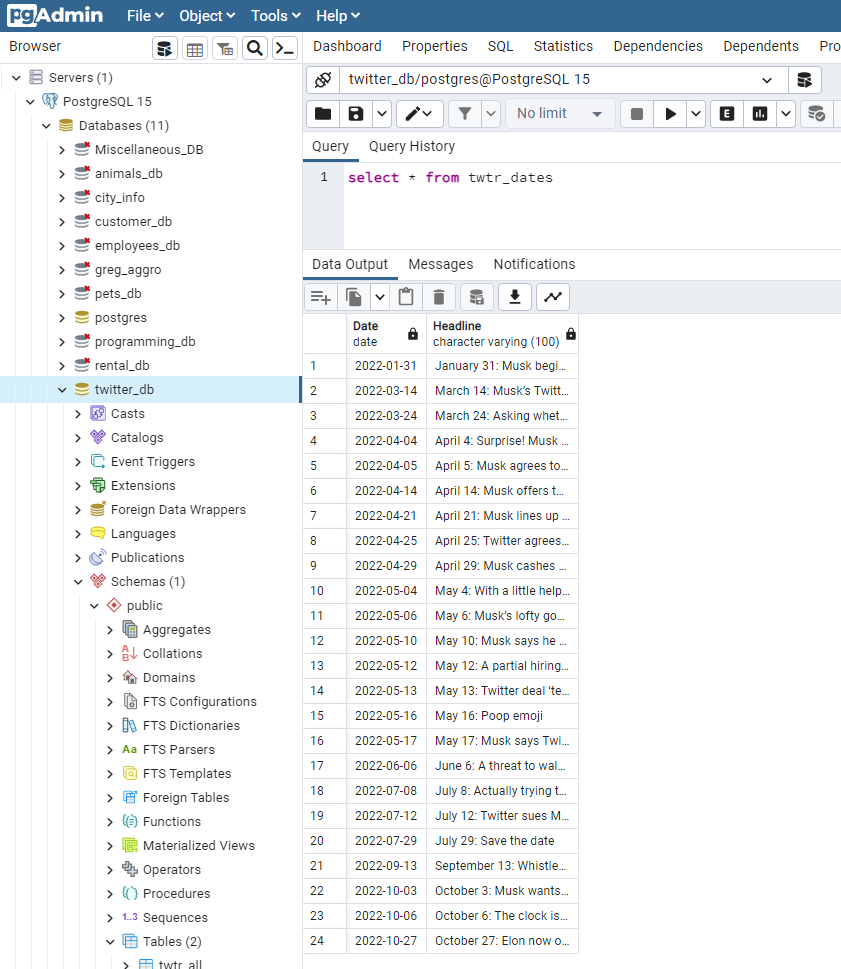 pgAdmin File Object Tools Help
Browser
Dashboard Properties SQL Statistics Dependencies Dependents Pro
Servers (1)
PostgreSQL 15
Databases (11)
Miscellaneous_DB
animals_db
city_info
customer_db
employees_db
greg_aggro
pets_db
postgres
programming_db
rental_db
twitter_db
Casts
Catalogs
Event Triggers
Extensions
Foreign Data Wrappers
Languages
Publications
Schemas (1)
public
Aggregates
Collations
Domains
FTS Configurations
FTS Dictionaries
Aa FTS Parsers
FTS Templates
Foreign Tables
Functions
Materialized Views
Operators
Procedures
1..3 Sequences
Tables (2)
twtr_all
twitter_db/postgres@PostgreSQL 15
No limit
E
Query Query History
1 select * from twtr_dates
Data Output Messages Notifications
Date
date
Headline
character varying (100)
1 2022-01-31 January 31: Musk begi...
2 2022-03-14 March 14: Musk’s Twitt...
3 2022-03-24 March 24: Asking whet...
4 2022-04-04 April 4: Surprise! Musk ...
5 2022-04-05 April 5: Musk agrees to...
6 2022-04-14 April 14: Musk offers t...
7 2022-04-21 April 21: Musk lines up ...
8 2022-04-25 April 25: Twitter agrees...
9 2022-04-29 April 29: Musk cashes ...
10 2022-05-04 May 4: With a little help...
11 2022-05-06 May 6: Musk’s lofty go...
12 2022-05-10 May 10: Musk says he ...
13 2022-05-12 May 12: A partial hiring...
14 2022-05-13 May 13: Twitter deal ‘te...
15 2022-05-16 May 16: Poop emoji
16 2022-05-17 May 17: Musk says Twi...
17 2022-06-06 June 6: A threat to wal...
18 2022-07-08 July 8: Actually trying t...
19 2022-07-12 July 12: Twitter sues M...
20 2022-07-29 July 29: Save the date
21 2022-09-13 September 13: Whistle...
22 2022-10-03 October 3: Musk wants...
23 2022-10-06 October 6: The clock is...
24 2022-10-27 October 27: Elon now o...